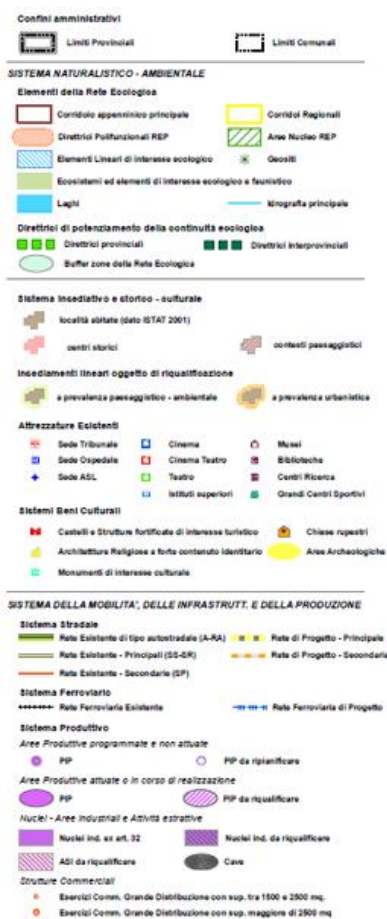 Confini amministrativi
Limiti Provinciali Limiti Comunali
SISTEMA NATURALISTICO - AMBIENTALE
Elementi della Rete Ecologica
Corridoio appenninico principale Corridoi Regionali
Direttrici Polifunzionali REP Aree Nucleo REP
Elementi Lineari di interesse ecologico Geositi
Ecosistemi ed elementi di interesse ecologico e faunistico
Laghi Idrografia principale
Direttrici di potenziamento della continuità ecologica
Direttrici provinciali Direttrici interprovinciali
Buffer zone della Rete Ecologica
Sistema insediativo e storico - culturale
località abitate (dato ISTAT 2001)
centri storici contesti paesaggistici
Insediamenti lineari oggetto di riqualificazione
a prevalenza paesaggistico - ambientale a prevalenza urbanistica
Attrezzature Esistenti
Sede Tribunale Cinema Musei
Sede Ospedale Cinema Teatro Biblioteche
Sede ASL Teatro Centri Ricerca
Istituti superiori Grandi Centri Sportivi
Sistemi Beni Culturali
Castelli e Strutture fortificate di interesse turistico Chiese rupestri
Architettture Religiose a forte contenuto identitario Aree Archeologiche
Monumenti di interesse culturale
SISTEMA DELLA MOBILITA', DELLE INFRASTRUTT. E DELLA PRODUZIONE
Sistema Stradale
Rete Esistente di tipo autostradale (A-RA) Rete di Progetto - Principale
Rete Esistente - Principali (SS-SR) Rete di Progetto - Secondaria
Rete Esistente - Secondarie (SP)
Sistema Ferroviario
Rete Ferroviaria Esistente Rete Ferroviaria di Progetto
Sistema Produttivo
Aree Produttive programmate e non attuate
PIP PIP da ripianificare
Aree Produttive attuate o in corso di realizzazione
PIP PIP da riqualificare
Nuclei - Aree Industriali e Attività estrattive
Nuclei ind. ex art. 32 Nuclei ind. da riqualificare
ASI da riqualificare Cave
Strutture Commerciali
Esercizi Comm. Grande Distribuzione con sup. tra 1500 e 2500 mq.
Esercizi Comm. Grande Distribuzione con sup. maggiore di 2500 mq